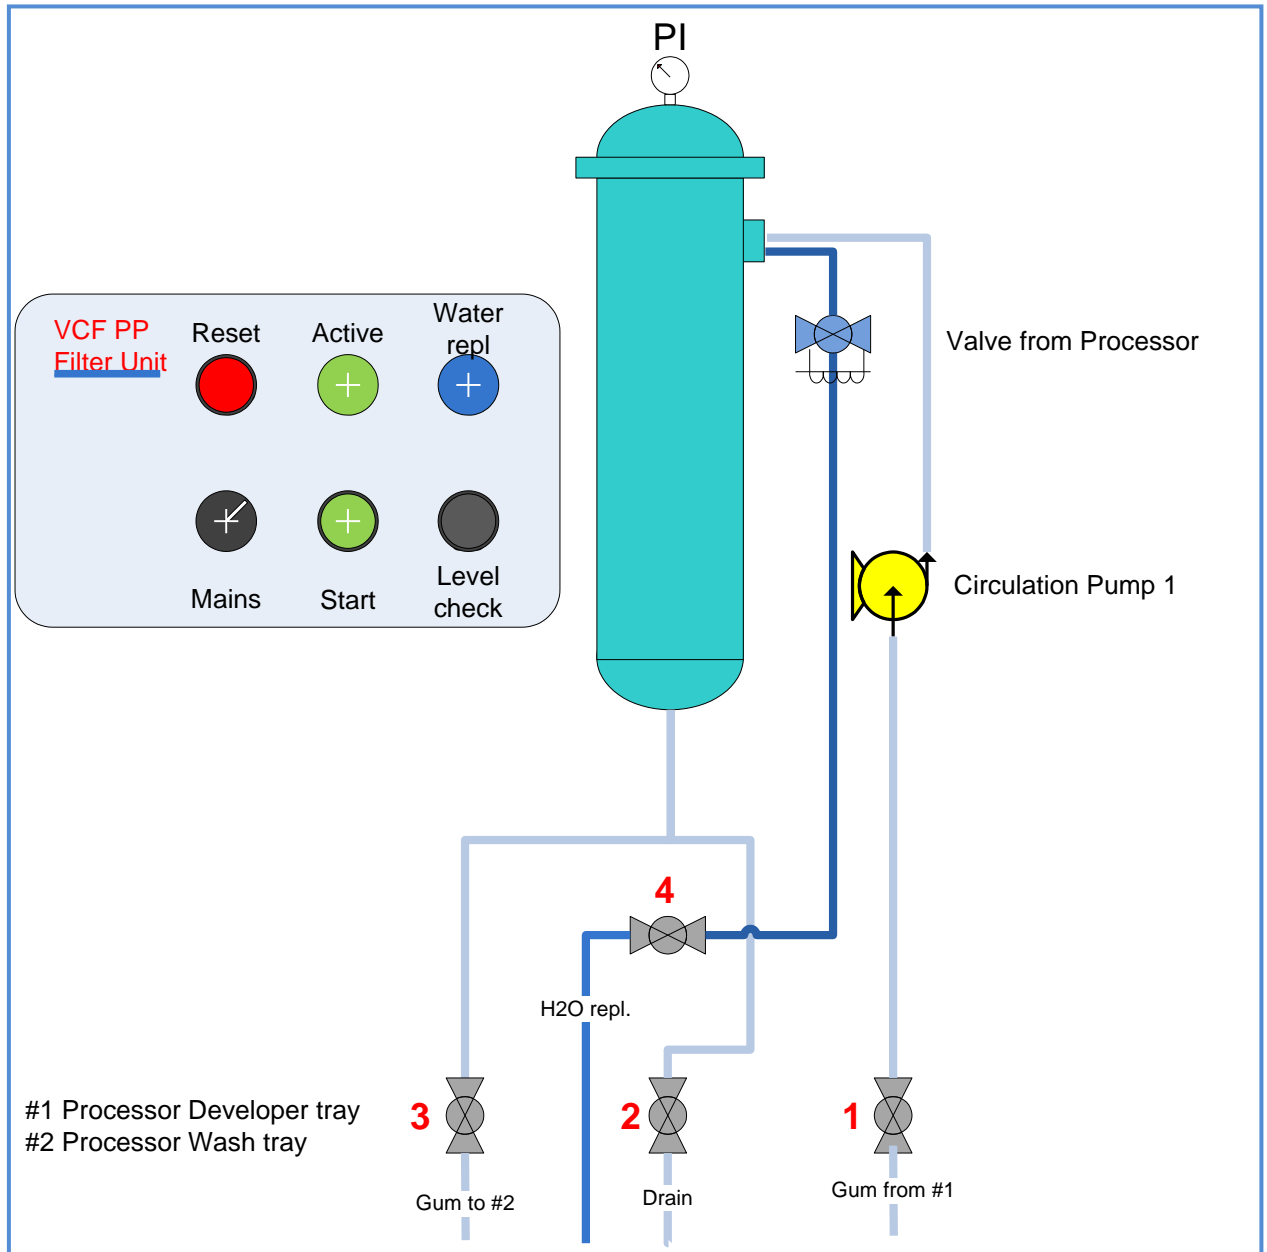 PI
VCF PP
Filter Unit
Reset
Active
Water
repl
Mains
Start
Level
check
Valve from Processor
Circulation Pump 1
4
H2O repl.
#1 Processor Developer tray
#2 Processor Wash tray
3
2
1
Gum to #2
Drain
Gum from #1